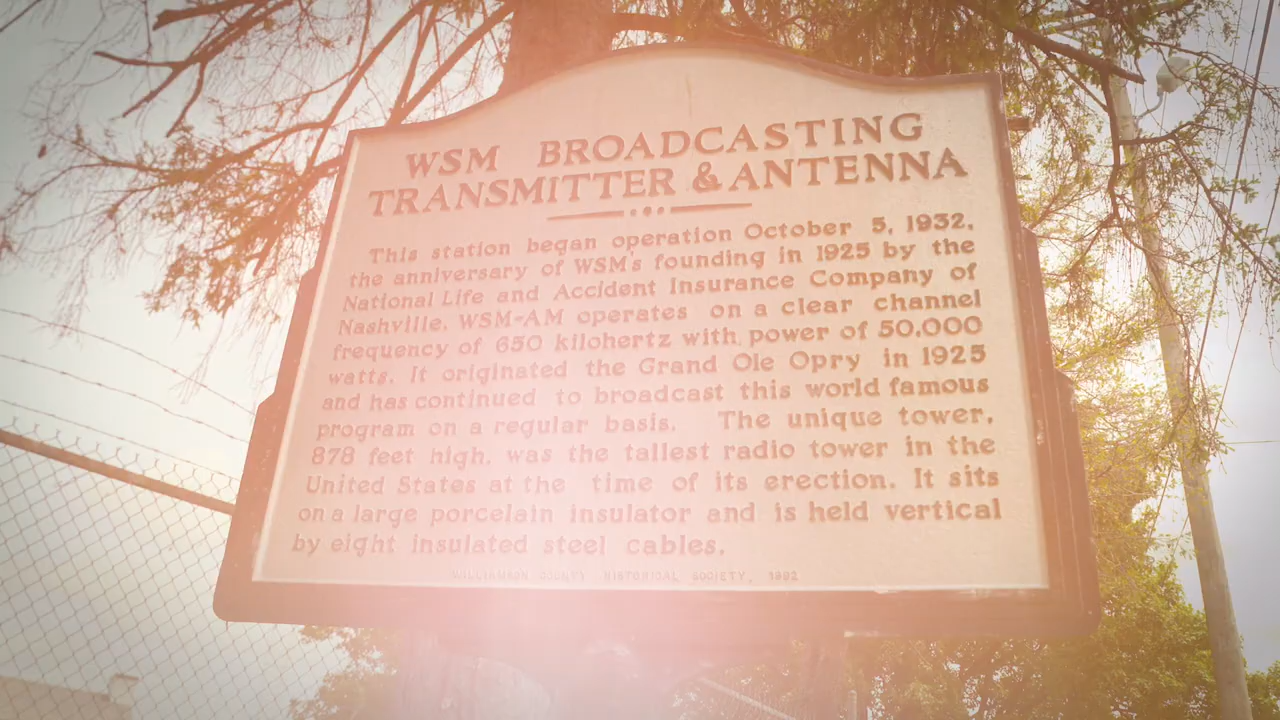 WSM BROADCASTING
TRANSMITTER & ANTENNA
This station began operation October 5, 1932,
the anniversary of WSM's founding in 1925 by the
National Life and Accident Insurance Company of
Nashville. WSM-AM operates on a clear channel
frequency of 650 kilohertz with power of 50,000
watts. It originated the Grand Ole Opry in 1925
and has continued to broadcast this world famous
program on a regular basis. The unique tower,
878 feet high, was the tallest radio tower in the
United States at the time of its erection. It sits
on a large porcelain insulator and is held vertical
by eight insulated steel cables.
WILLIAMSON COUNTY HISTORICAL SOCIETY, 1992